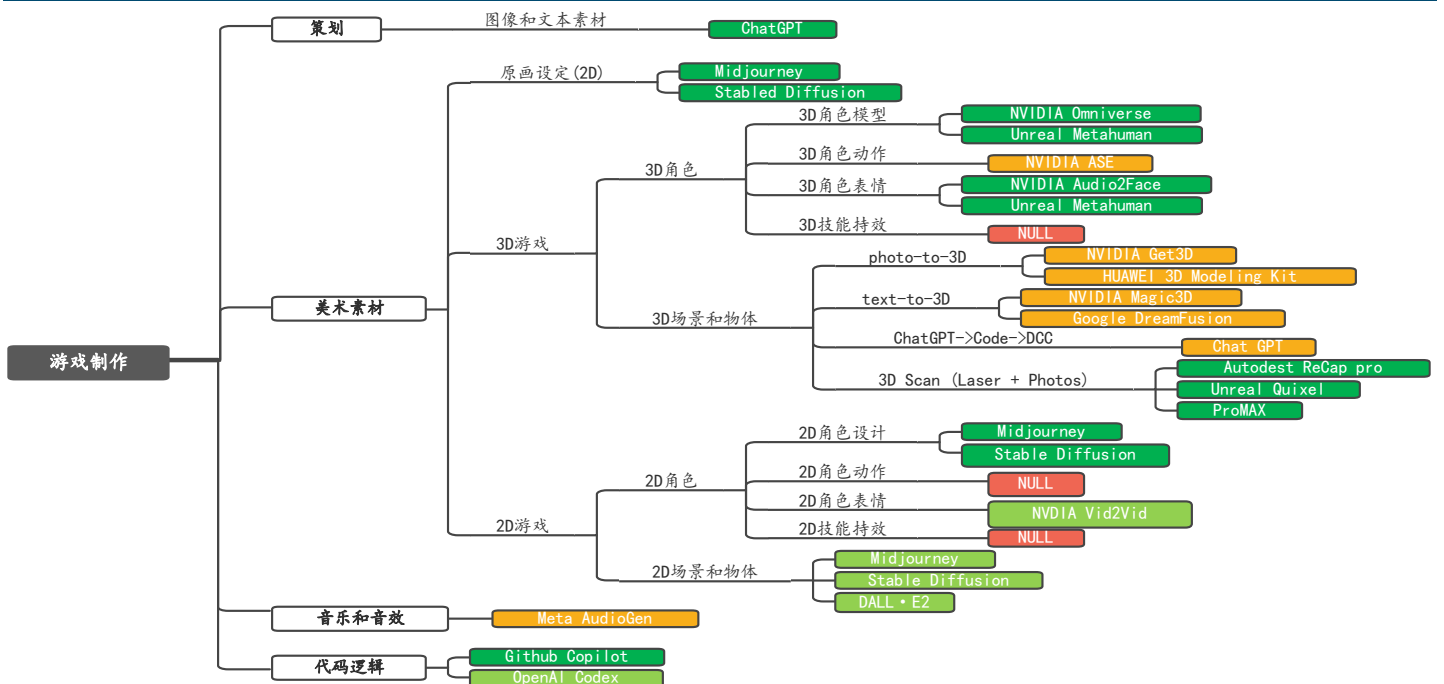 策划
图像和文本素材
ChatGPT
原画设定(2D)
Midjourney
Stabled Diffusion
3D角色模型
NVIDIA Omniverse
Unreal Metahuman
3D角色动作
NVIDIA ASE
3D角色
3D角色表情
NVIDIA Audio2Face
Unreal Metahuman
3D技能持效
NULL
3D游戏
photo-to-3D
NVIDIA Get3D
HUAWEI 3D Modeling Kit
美术素材
text-to-3D
NVIDIA Magic3D
Google DreamFusion
3D场景和物体
ChatGPT->Code->DCC
Chat GPT
游戏制作
3D Scan (Laser + Photos)
Autodest ReCap pro
Unreal Quixel
ProMAX
2D角色设计
Midjourney
Stable Diffusion
2D角色
2D角色动作
NULL
2D角色表情
NVDIA Vid2Vid
2D游戏
2D技能持效
NULL
2D场景和物体
Midjourney
Stable Diffusion
DALL·E2
音乐和音效
Meta AudioGen
代码逻辑
Github Copilot
OpenAI Codex